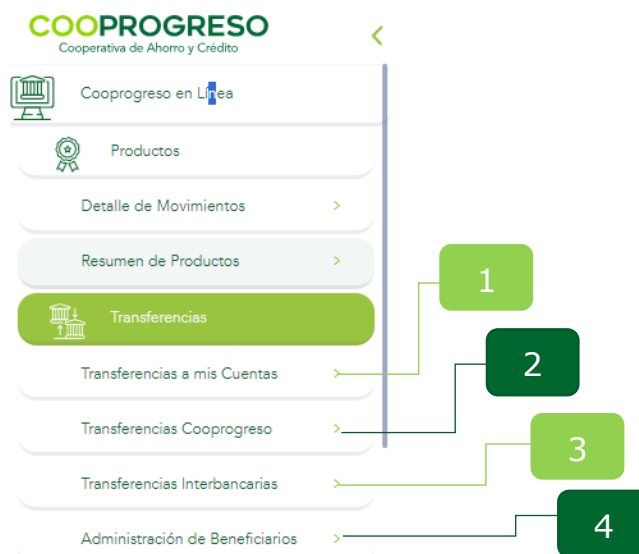 COOPROGRESO
Cooperativa de Ahorro y Crédito
Cooprogreso en Línea
Productos
Detalle de Movimientos
Resumen de Productos
1
Transferencias
2
Transferencias a mis Cuentas
Transferencias Cooprogreso
3
Transferencias Interbancarias
4
Administración de Beneficiarios